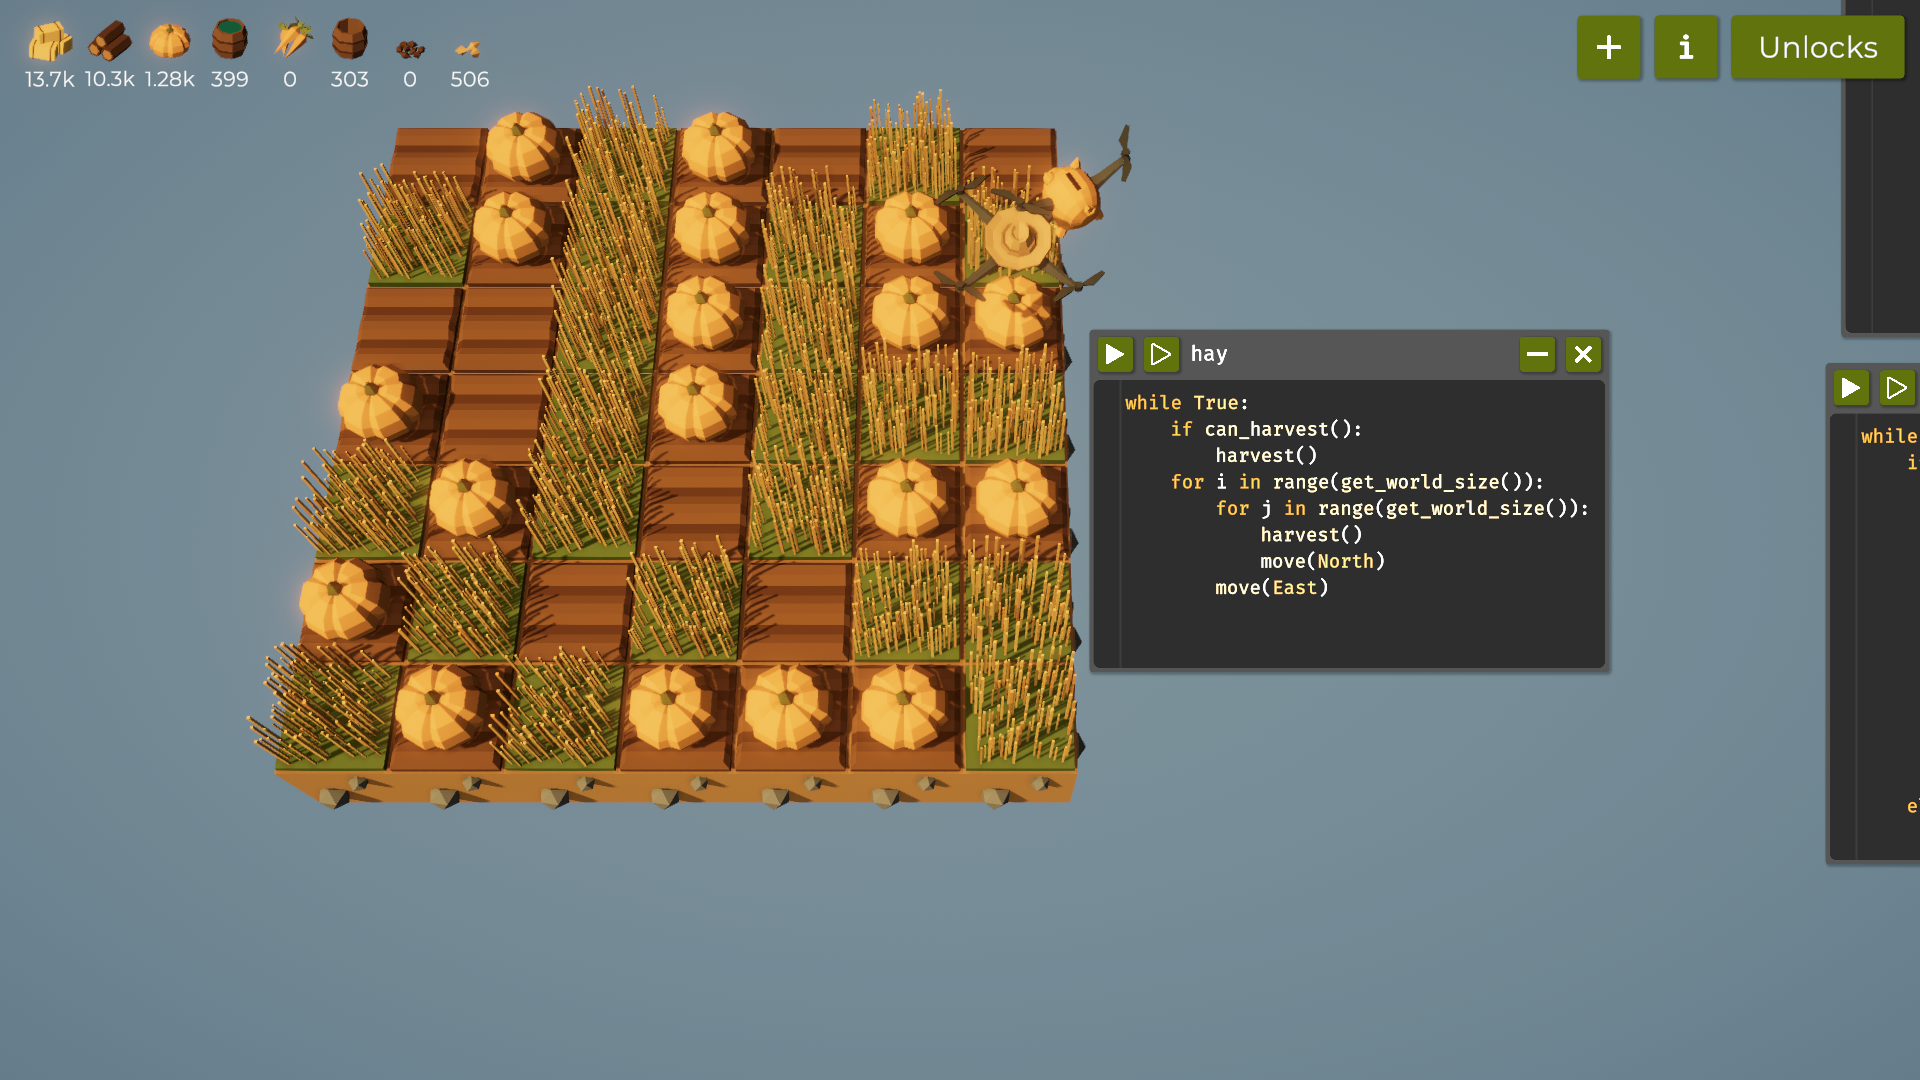 13.7k 10.3k 1.28k 399 0 303 0 506
+ i Unlocks
hay
while True:
if can_harvest():
harvest()
for i in range(get_world_size()):
for j in range(get_world_size()):
harvest()
move(North)
move(East)
while
i
e